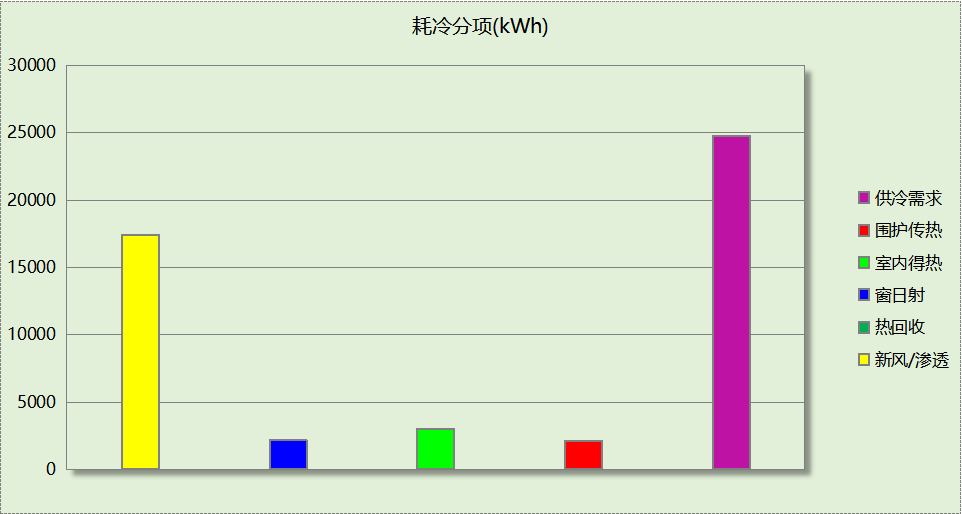 耗冷分项(kWh)
30000
25000
20000
15000
10000
5000
0
供冷需求
围护传热
室内得热
窗日射
热回收
新风/渗透